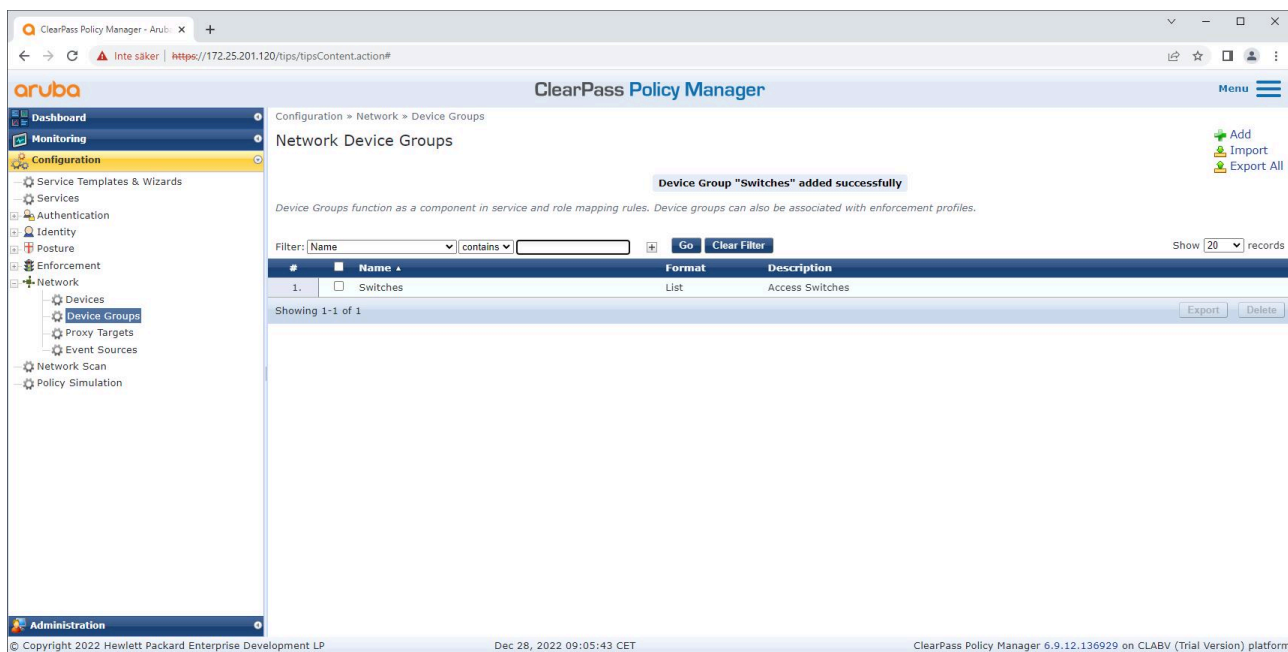 ClearPass Policy Manager - Arub
Inte säker | https://172.25.201.120/tips/tipsContent.action#
aruba
ClearPass Policy Manager
Menu
Dashboard
Monitoring
Configuration
Service Templates & Wizards
Services
Authentication
Identity
Posture
Enforcement
Network
Devices
Device Groups
Proxy Targets
Event Sources
Network Scan
Policy Simulation
Administration
Configuration » Network » Device Groups
Network Device Groups
Add
Import
Export All
Device Group "Switches" added successfully
Device Groups function as a component in service and role mapping rules. Device groups can also be associated with enforcement profiles.
Filter: Name contains + Go Clear Filter Show 20 records
# Name Format Description
1. Switches List Access Switches
Showing 1-1 of 1 Export Delete
© Copyright 2022 Hewlett Packard Enterprise Development LP Dec 28, 2022 09:05:43 CET ClearPass Policy Manager 6.9.12.136929 on CLABV (Trial Version) platform